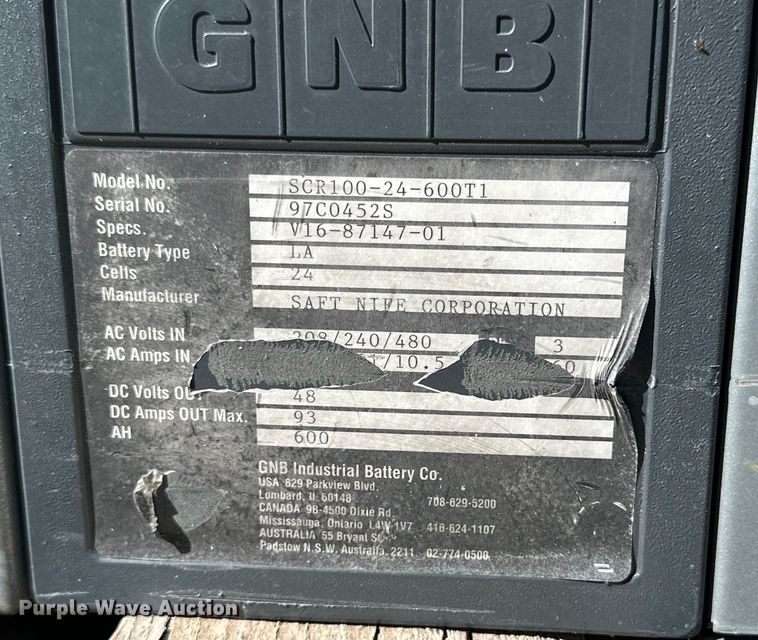 GNB
Model No. SCR100-24-600T1
Serial No. 97C0452S
Specs. V16-87147-01
Battery Type LA
Cells 24
Manufacturer SAFT NIFE CORPORATION
AC Volts IN 208/240/480 3
AC Amps IN /10.5
DC Volts OUT 48
DC Amps OUT Max. 93
AH 600
GNB Industrial Battery Co.
USA 829 Parkview Blvd.
Lombard, IL 60148 708-629-5200
CANADA 9B-4500 Dixie Rd.
Mississauga, Ontario L4W 1V7 416-624-1107
AUSTRALIA 55 Bryant St.
Padstow N.S.W. Australia. 2211 02-774-0500
Purple Wave Auction